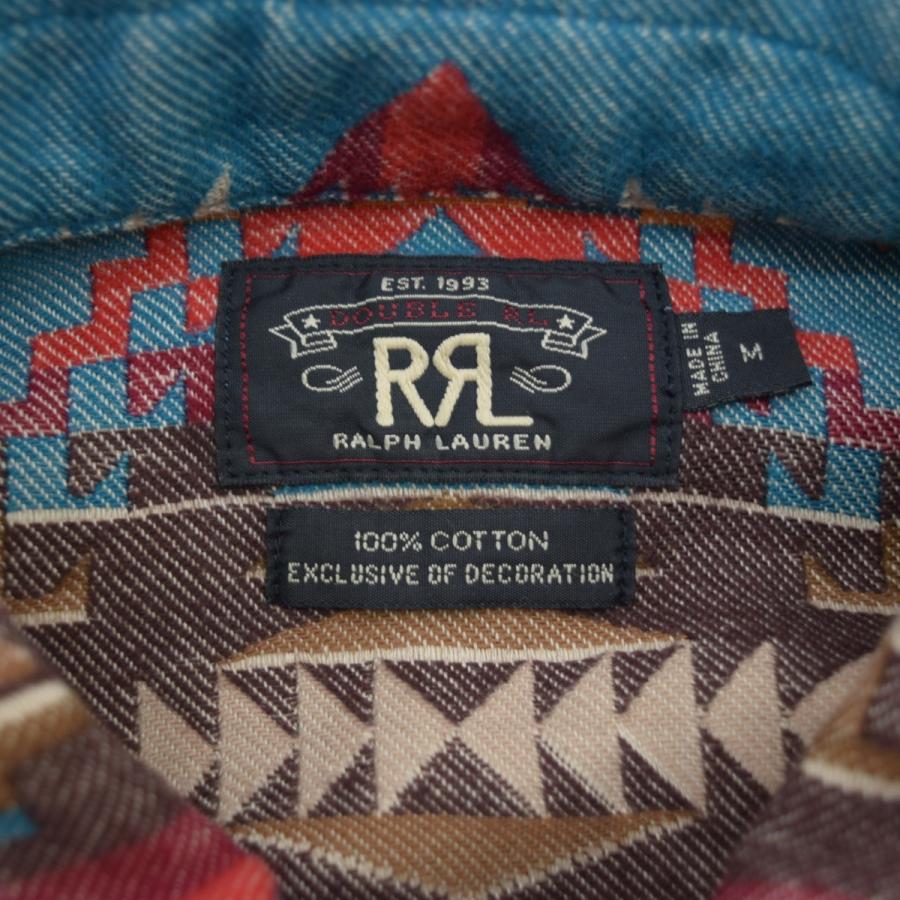 EST. 1993
DOUBLE RL
RRL
RALPH LAUREN
MADE IN
CHINA
M
100% COTTON
EXCLUSIVE OF DECORATION